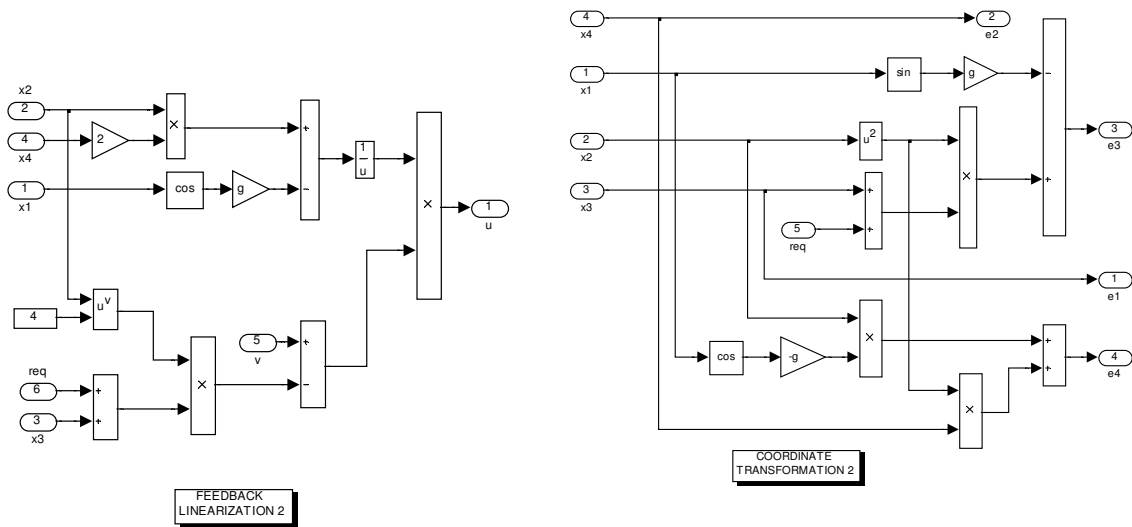 x2
2
4
x4
2
×
1
x1
cos
g
+
−
1
u
×
1
u
4
u^v
req
6
3
x3
+
+
×
5
v
+
−
FEEDBACK
LINEARIZATION 2
4
x4
2
e2
1
x1
sin
g
−
+
3
e3
2
x2
u²
×
3
x3
+
+
5
req
1
e1
cos
-g
×
+
+
4
e4
×
COORDINATE
TRANSFORMATION 2